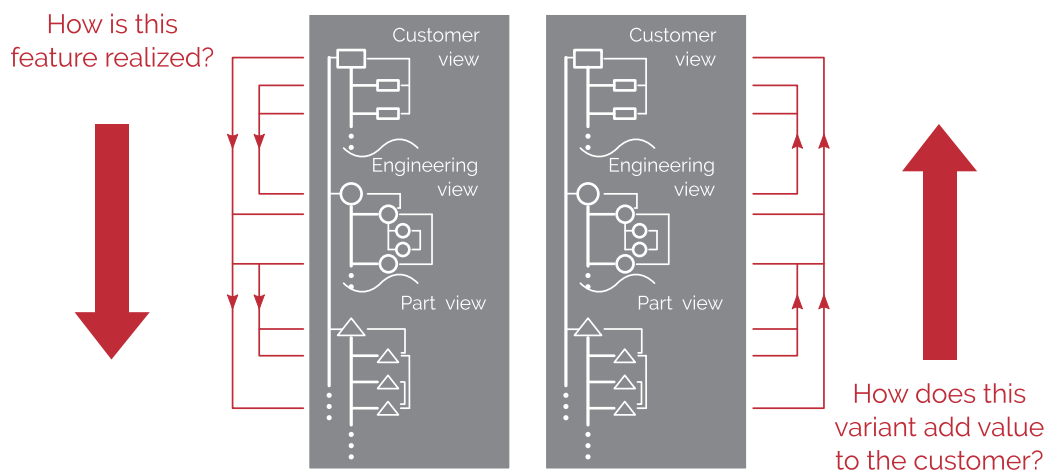 How is this
feature realized?
Customer
view
Engineering
view
Part view
Customer
view
Engineering
view
Part view
How does this
variant add value
to the customer?